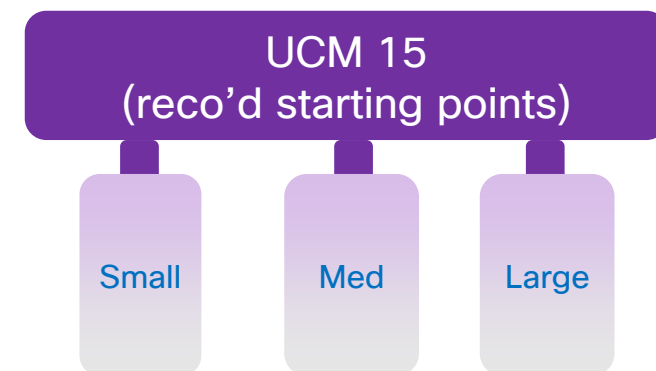 UCM 15
(reco’d starting points)
Small
Med
Large